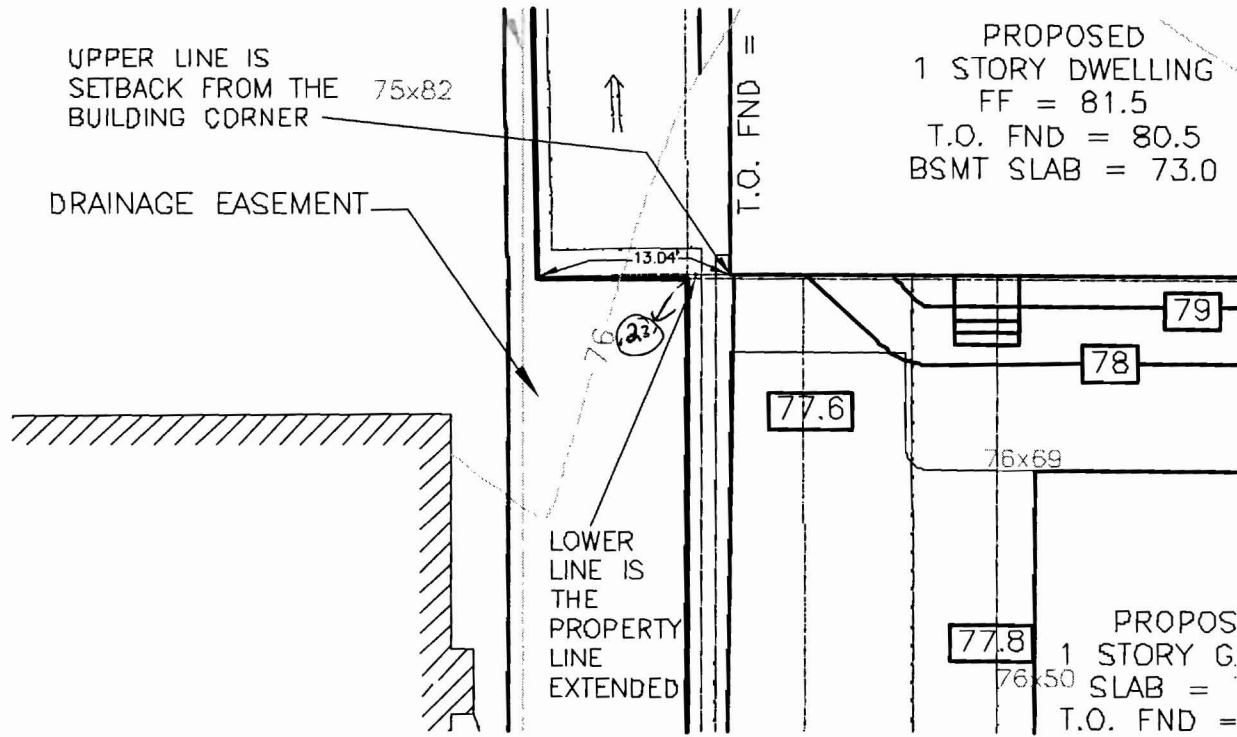 UPPER LINE IS
SETBACK FROM THE
BUILDING CORNER
75x82
DRAINAGE EASEMENT
T.O. FND =
PROPOSED
1 STORY DWELLING
FF = 81.5
T.O. FND = 80.5
BSMT SLAB = 73.0
13.04'
.23'
76
79
78
77.6
76x69
LOWER
LINE IS
THE
PROPERTY
LINE
EXTENDED
77.8
76x50
PROPOS
1 STORY G
SLAB =
T.O. FND =